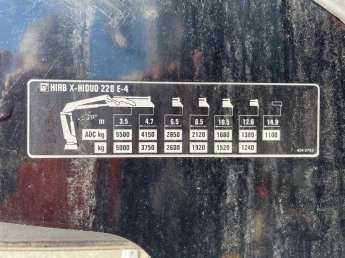 HIAB X-HIDUO 228 E-4
m 3.5 4.7 6.5 8.5 10.5 12.6 14.9
ADC kg 5500 4150 2850 2120 1680 1380 1180
kg 5000 3750 2600 1920 1520 1240